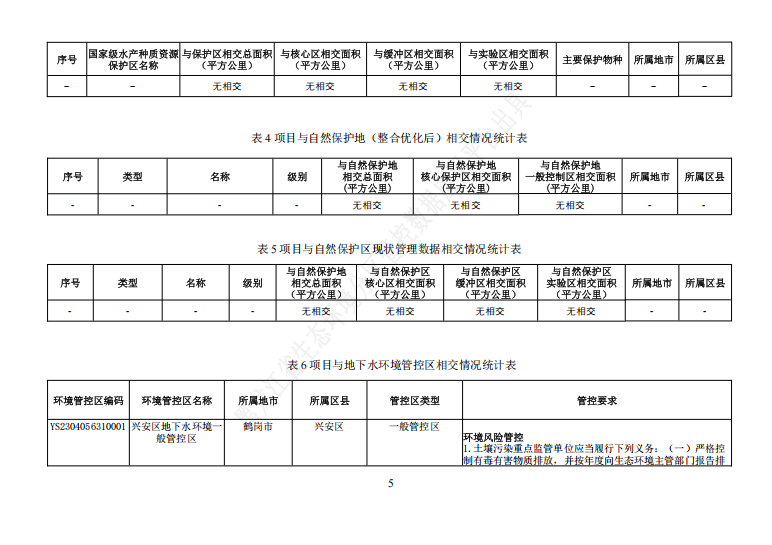 序号 国家级水产种质资源保护区名称 与保护区相交总面积（平方公里） 与核心区相交面积（平方公里） 与缓冲区相交面积（平方公里） 与实验区相交面积（平方公里） 主要保护物种 所属地市 所属区县
– – 无相交 无相交 无相交 无相交 – – –
表 4 项目与自然保护地（整合优化后）相交情况统计表
序号 类型 名称 级别 与自然保护地相交总面积(平方公里) 与自然保护地核心保护区相交面积(平方公里) 与自然保护地一般控制区相交面积(平方公里) 所属地市 所属区县
- - - - 无相交 无相交 无相交 - -
表 5 项目与自然保护区现状管理数据相交情况统计表
序号 类型 名称 级别 与自然保护地相交总面积（平方公里） 与自然保护区核心区相交面积（平方公里） 与自然保护区缓冲区相交面积（平方公里） 与自然保护区实验区相交面积（平方公里） 所属地市 所属区县
- - - - 无相交 无相交 无相交 无相交 - -
表 6 项目与地下水环境管控区相交情况统计表
环境管控区编码 环境管控区名称 所属地市 所属区县 管控区类型 管控要求
YS2304056310001 兴安区地下水环境一般管控区 鹤岗市 兴安区 一般管控区
环境风险管控
1.土壤污染重点监管单位应当履行下列义务：（一）严格控
制有毒有害物质排放，并按年度向生态环境主管部门报告排
5